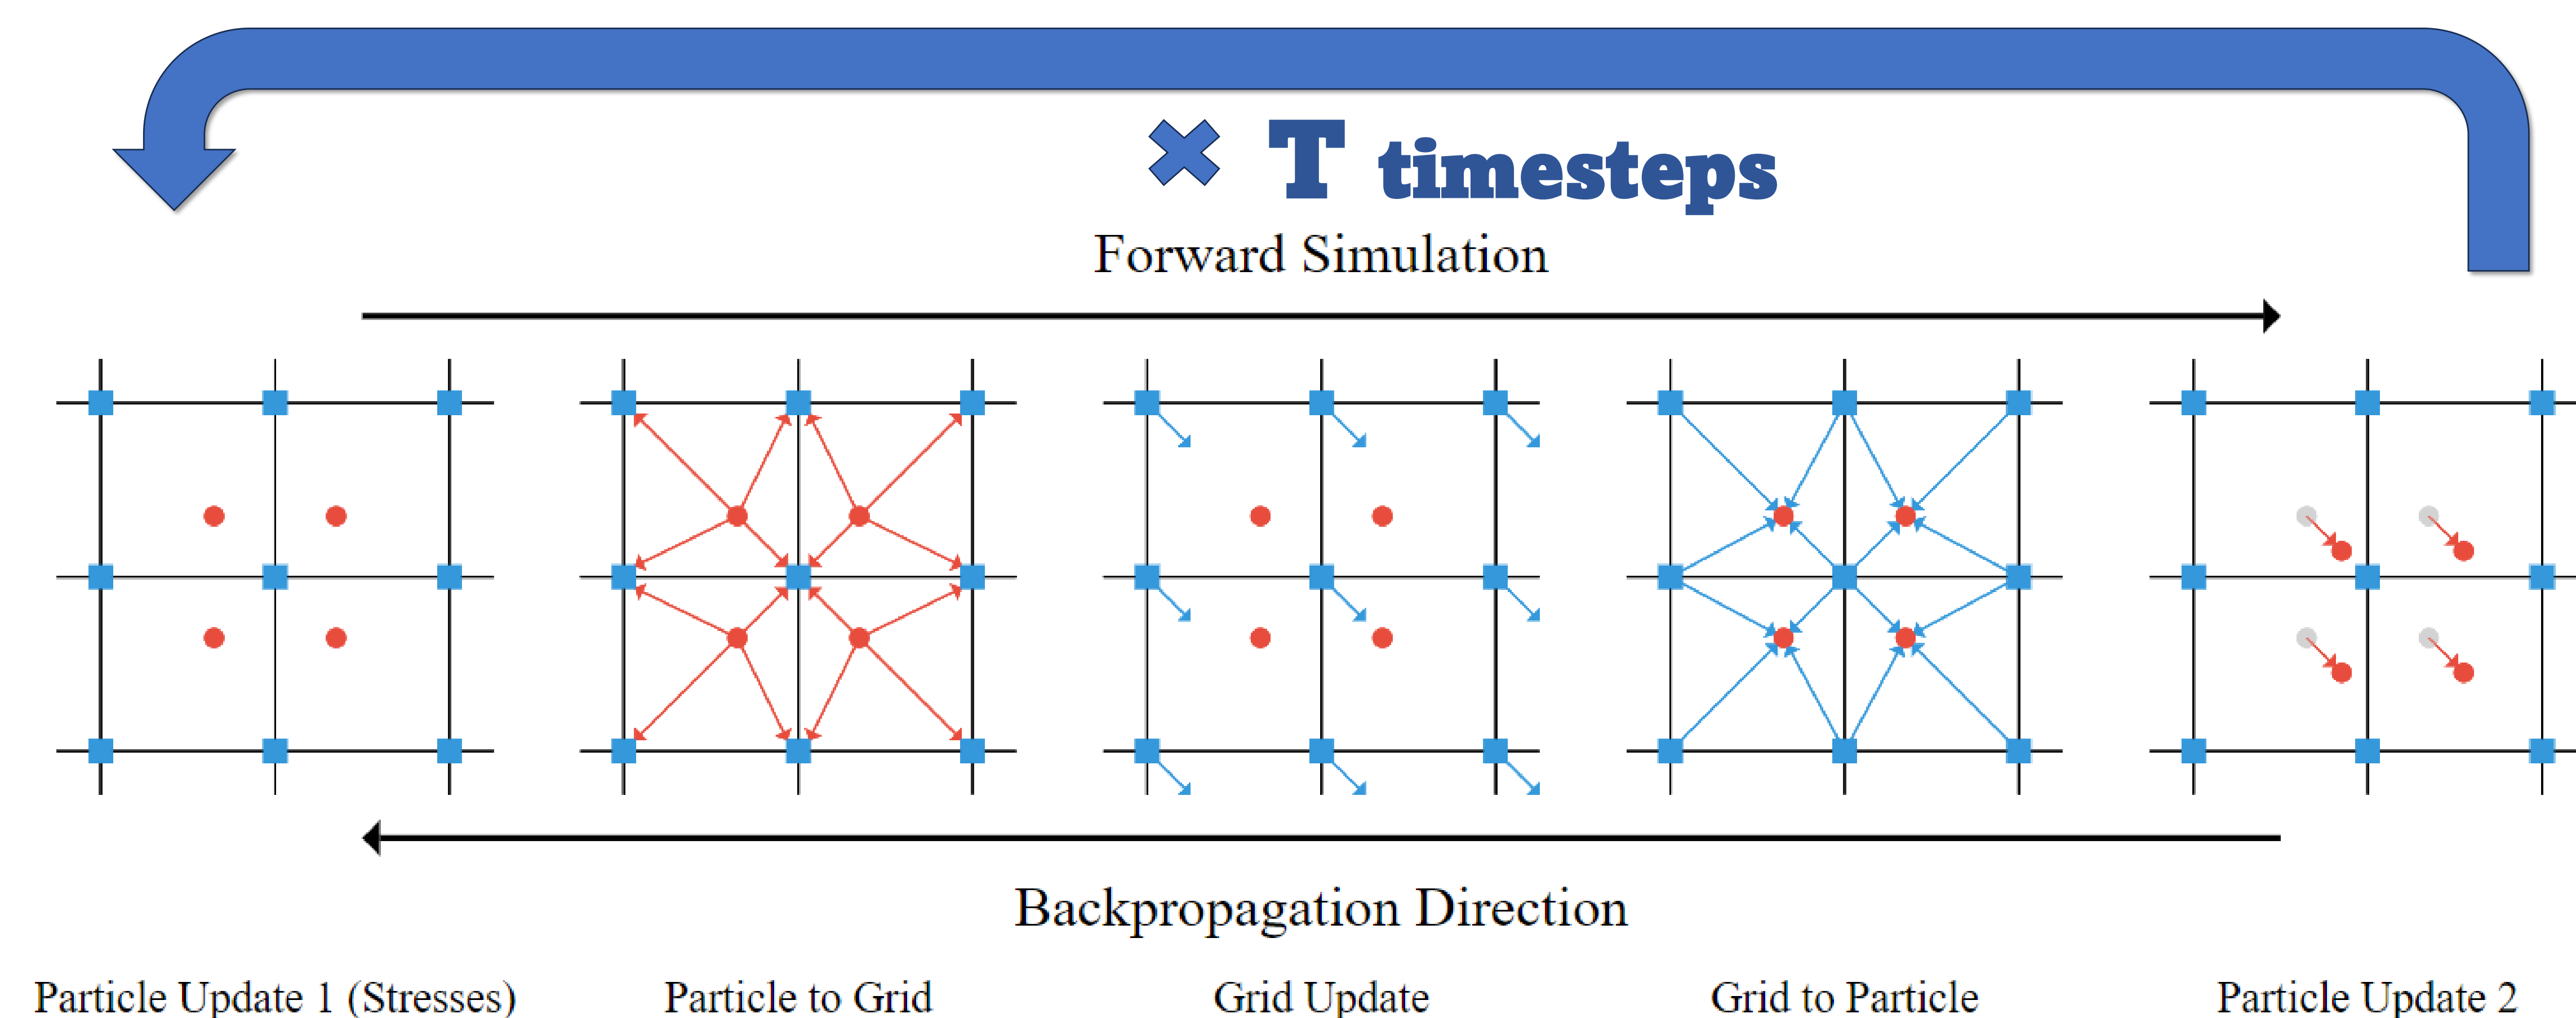 × T timesteps
Forward Simulation
Backpropagation Direction
Particle Update 1 (Stresses)
Particle to Grid
Grid Update
Grid to Particle
Particle Update 2